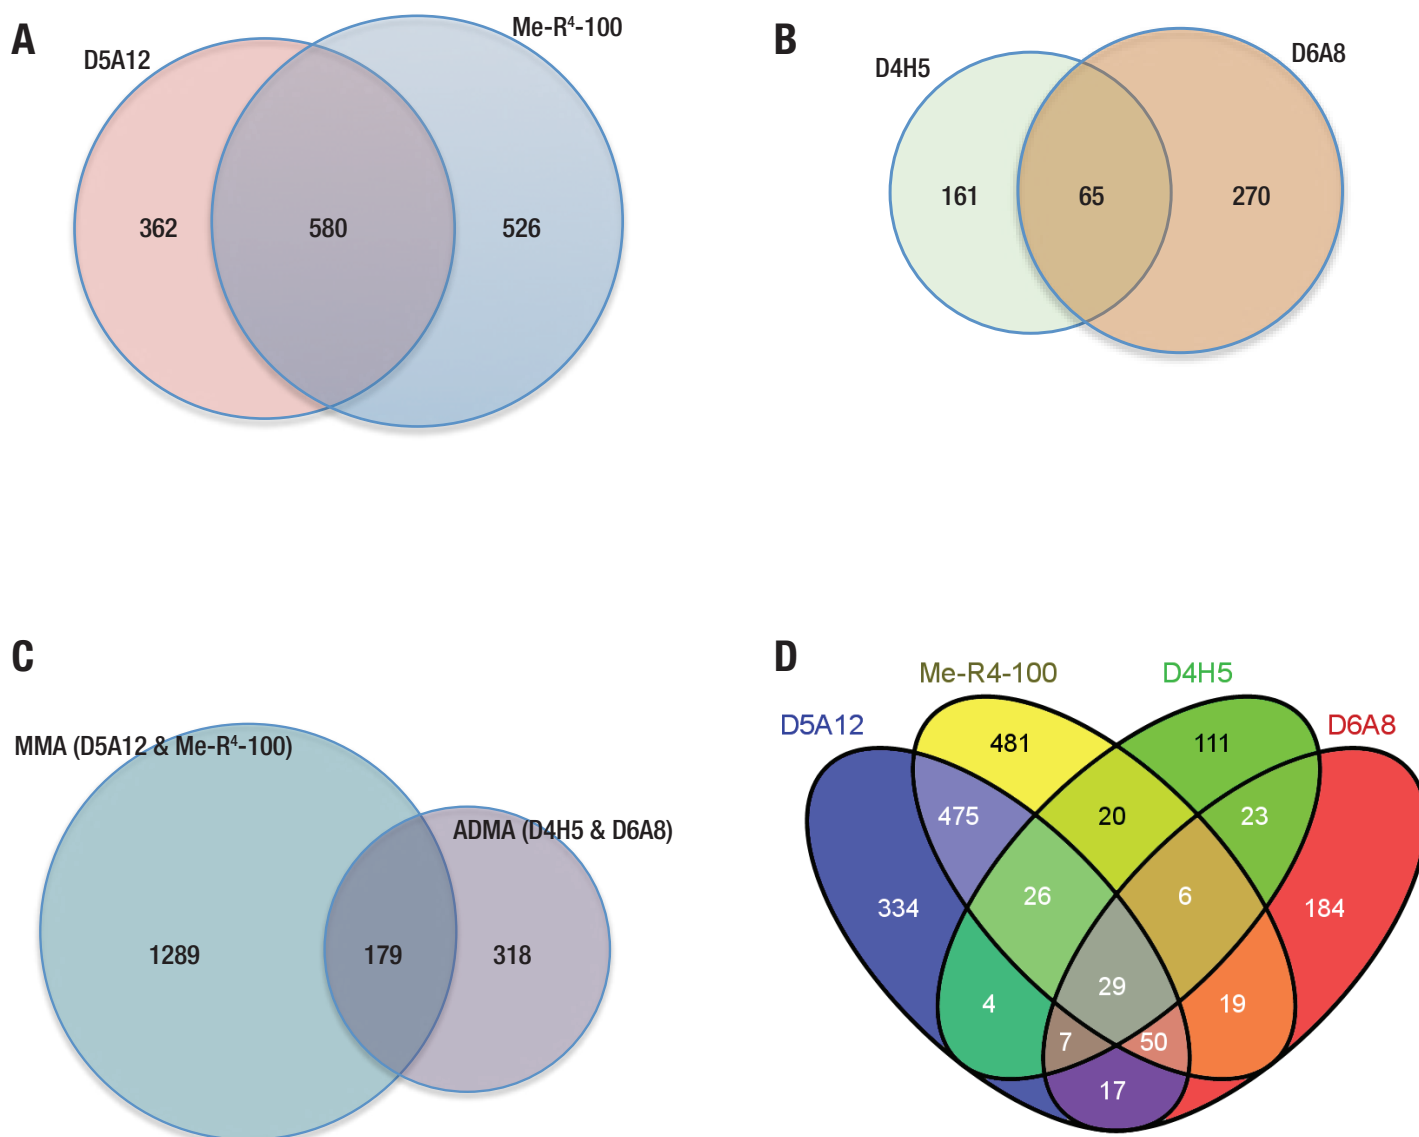 A
D5A12
Me-R⁴-100
362
580
526
B
D4H5
D6A8
161
65
270
C
MMA (D5A12 & Me-R⁴-100)
ADMA (D4H5 & D6A8)
1289
179
318
D
Me-R4-100
D4H5
D5A12
D6A8
481
111
475
20
23
334
26
6
184
29
4
19
7
50
17